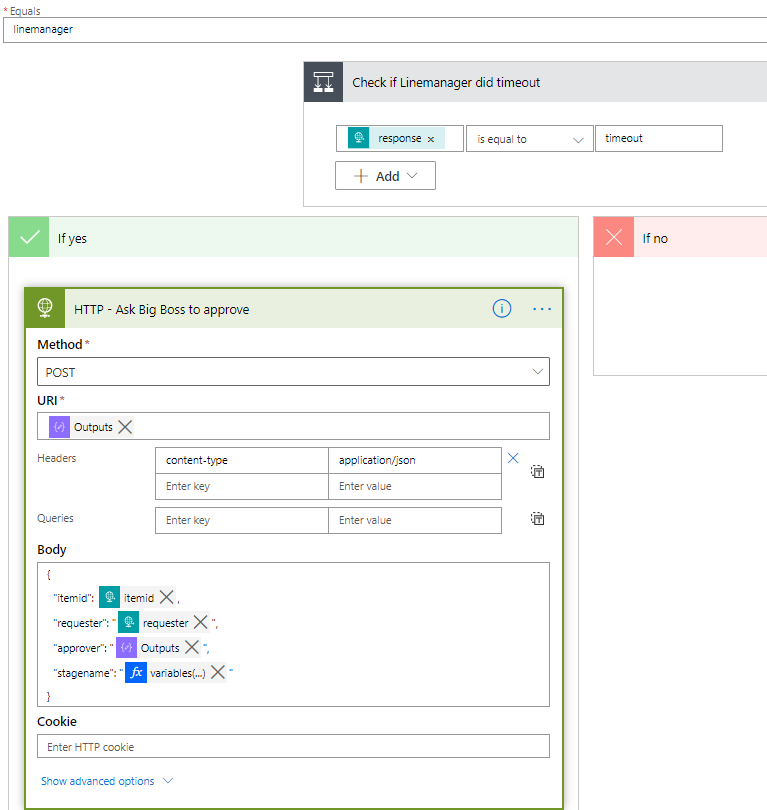 * Equals
linemanager
Check if Linemanager did timeout
response × is equal to timeout
Add
If yes
If no
HTTP - Ask Big Boss to approve
Method *
POST
URI *
Outputs
Headers content-type application/json
Enter key Enter value
Queries Enter key Enter value
Body
{
"itemid": itemid ,
"requester": " requester ",
"approver": " Outputs ",
"stagename": " fx variables(...) "
}
Cookie
Enter HTTP cookie
Show advanced options